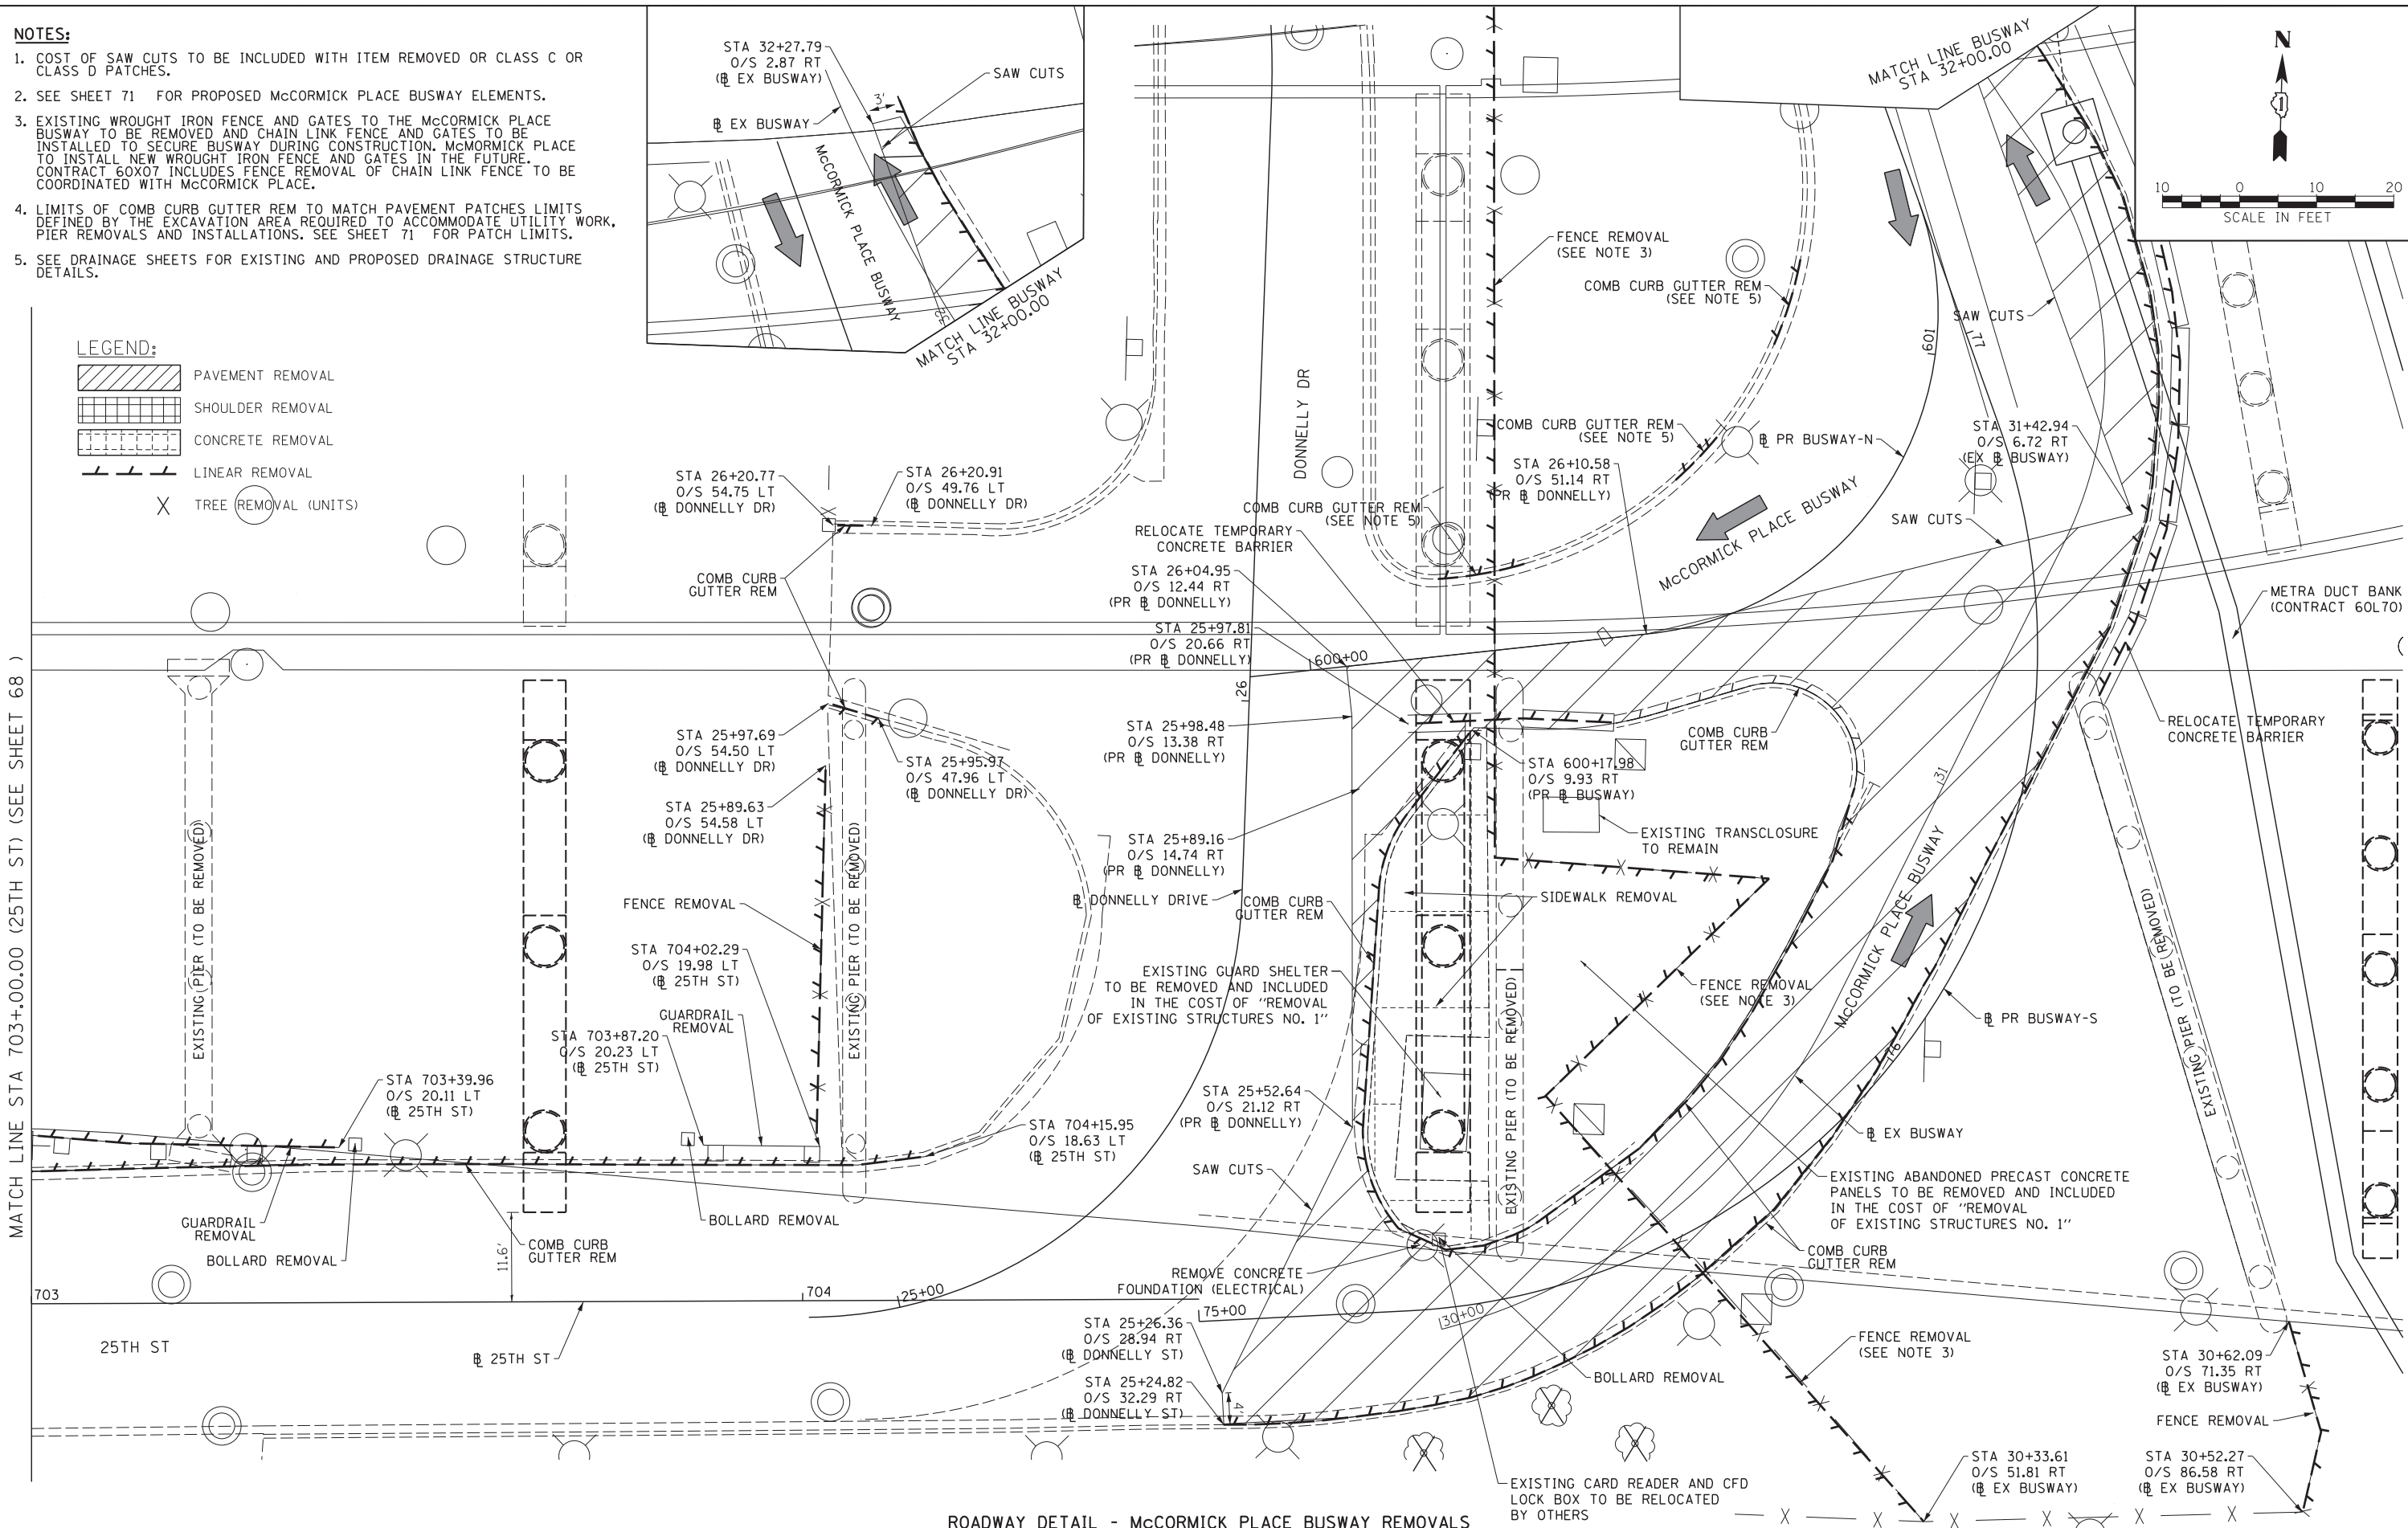 NOTES:
1. COST OF SAW CUTS TO BE INCLUDED WITH ITEM REMOVED OR CLASS C OR
CLASS D PATCHES.
2. SEE SHEET 71 FOR PROPOSED McCORMICK PLACE BUSWAY ELEMENTS.
3. EXISTING WROUGHT IRON FENCE AND GATES TO THE McCORMICK PLACE
BUSWAY TO BE REMOVED AND CHAIN LINK FENCE AND GATES TO BE
INSTALLED TO SECURE BUSWAY DURING CONSTRUCTION. McMORMICK PLACE
TO INSTALL NEW WROUGHT IRON FENCE AND GATES IN THE FUTURE.
CONTRACT 60X07 INCLUDES FENCE REMOVAL OF CHAIN LINK FENCE TO BE
COORDINATED WITH McCORMICK PLACE.
4. LIMITS OF COMB CURB GUTTER REM TO MATCH PAVEMENT PATCHES LIMITS
DEFINED BY THE EXCAVATION AREA REQUIRED TO ACCOMMODATE UTILITY WORK,
PIER REMOVALS AND INSTALLATIONS. SEE SHEET 71 FOR PATCH LIMITS.
5. SEE DRAINAGE SHEETS FOR EXISTING AND PROPOSED DRAINAGE STRUCTURE
DETAILS.
LEGEND:
PAVEMENT REMOVAL
SHOULDER REMOVAL
CONCRETE REMOVAL
LINEAR REMOVAL
X TREE REMOVAL (UNITS)
STA 32+27.79
O/S 2.87 RT
(℄ EX BUSWAY)
SAW CUTS
3'
℄ EX BUSWAY
McCORMICK PLACE BUSWAY
32
MATCH LINE BUSWAY
STA 32+00.00
MATCH LINE BUSWAY
STA 32+00.00
N
1
10 0 10 20
SCALE IN FEET
FENCE REMOVAL
(SEE NOTE 3)
COMB CURB GUTTER REM
(SEE NOTE 5)
SAW CUTS
601
77
DONNELLY DR
COMB CURB GUTTER REM
(SEE NOTE 5)
℄ PR BUSWAY-N
STA 31+42.94
O/S 6.72 RT
(EX ℄ BUSWAY)
STA 26+10.58
O/S 51.14 RT
(PR ℄ DONNELLY)
STA 26+20.77
O/S 54.75 LT
(℄ DONNELLY DR)
STA 26+20.91
O/S 49.76 LT
(℄ DONNELLY DR)
COMB CURB GUTTER REM
(SEE NOTE 5)
McCORMICK PLACE BUSWAY
SAW CUTS
RELOCATE TEMPORARY
CONCRETE BARRIER
COMB CURB
GUTTER REM
STA 26+04.95
O/S 12.44 RT
(PR ℄ DONNELLY)
METRA DUCT BANK
(CONTRACT 60L70)
STA 25+97.81
O/S 20.66 RT
(PR ℄ DONNELLY)
600+00
26
MATCH LINE STA 703+.00.00 (25TH ST) (SEE SHEET 68 )
STA 25+97.69
O/S 54.50 LT
(℄ DONNELLY DR)
STA 25+95.97
O/S 47.96 LT
(℄ DONNELLY DR)
STA 25+98.48
O/S 13.38 RT
(PR ℄ DONNELLY)
COMB CURB
GUTTER REM
RELOCATE TEMPORARY
CONCRETE BARRIER
STA 600+17.98
O/S 9.93 RT
(PR ℄ BUSWAY)
31
STA 25+89.63
O/S 54.58 LT
(℄ DONNELLY DR)
EXISTING PIER (TO BE REMOVED)
EXISTING PIER (TO BE REMOVED)
STA 25+89.16
O/S 14.74 RT
(PR ℄ DONNELLY)
EXISTING TRANSCLOSURE
TO REMAIN
McCORMICK PLACE BUSWAY
FENCE REMOVAL
℄ DONNELLY DRIVE
COMB CURB
GUTTER REM
SIDEWALK REMOVAL
EXISTING PIER (TO BE REMOVED)
STA 704+02.29
O/S 19.98 LT
(℄ 25TH ST)
EXISTING GUARD SHELTER
TO BE REMOVED AND INCLUDED
IN THE COST OF "REMOVAL
OF EXISTING STRUCTURES NO. 1"
FENCE REMOVAL
(SEE NOTE 3)
EXISTING PIER (TO BE REMOVED)
GUARDRAIL
REMOVAL
STA 703+87.20
O/S 20.23 LT
(℄ 25TH ST)
℄ PR BUSWAY-S
76
STA 703+39.96
O/S 20.11 LT
(℄ 25TH ST)
STA 25+52.64
O/S 21.12 RT
(PR ℄ DONNELLY)
STA 704+15.95
O/S 18.63 LT
(℄ 25TH ST)
℄ EX BUSWAY
SAW CUTS
EXISTING ABANDONED PRECAST CONCRETE
PANELS TO BE REMOVED AND INCLUDED
IN THE COST OF "REMOVAL
OF EXISTING STRUCTURES NO. 1"
GUARDRAIL
REMOVAL
BOLLARD REMOVAL
BOLLARD REMOVAL
COMB CURB
GUTTER REM
11.6'
COMB CURB
GUTTER REM
REMOVE CONCRETE
FOUNDATION (ELECTRICAL)
703
704
25+00
75+00
30+00
25TH ST
℄ 25TH ST
STA 25+26.36
O/S 28.94 RT
(℄ DONNELLY ST)
FENCE REMOVAL
(SEE NOTE 3)
STA 30+62.09
O/S 71.35 RT
(℄ EX BUSWAY)
BOLLARD REMOVAL
STA 25+24.82
O/S 32.29 RT
(℄ DONNELLY ST)
4'
FENCE REMOVAL
STA 30+33.61
O/S 51.81 RT
(℄ EX BUSWAY)
STA 30+52.27
O/S 86.58 RT
(℄ EX BUSWAY)
EXISTING CARD READER AND CFD
LOCK BOX TO BE RELOCATED
BY OTHERS
ROADWAY DETAIL - McCORMICK PLACE BUSWAY REMOVALS